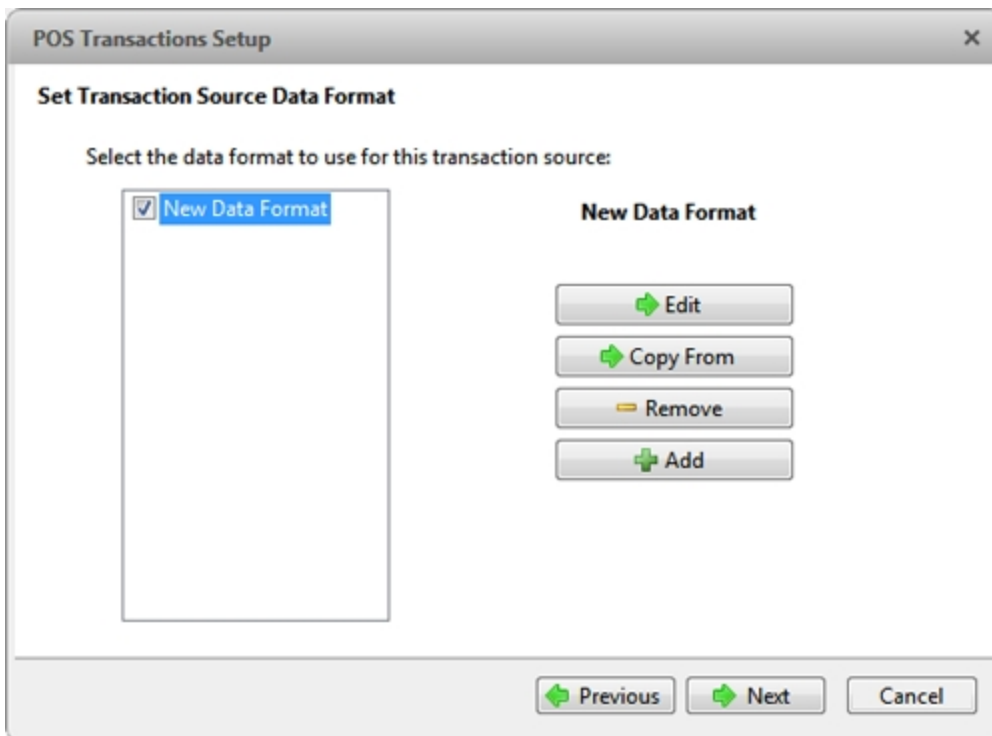 POS Transactions Setup
Set Transaction Source Data Format
Select the data format to use for this transaction source:
New Data Format
New Data Format
Edit
Copy From
Remove
Add
Previous
Next
Cancel